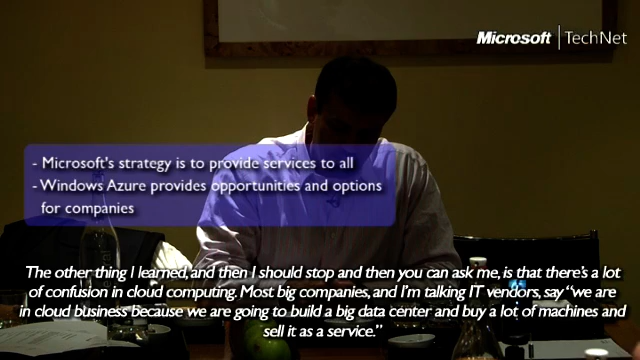 Microsoft | TechNet
- Microsoft's strategy is to provide services to all
- Windows Azure provides opportunities and options
for companies
The other thing I learned, and then I should stop and then you can ask me, is that there's a lot
of confusion in cloud computing. Most big companies, and I'm talking IT vendors, say “we are
in cloud business because we are going to build a big data center and buy a lot of machines and
sell it as a service.”